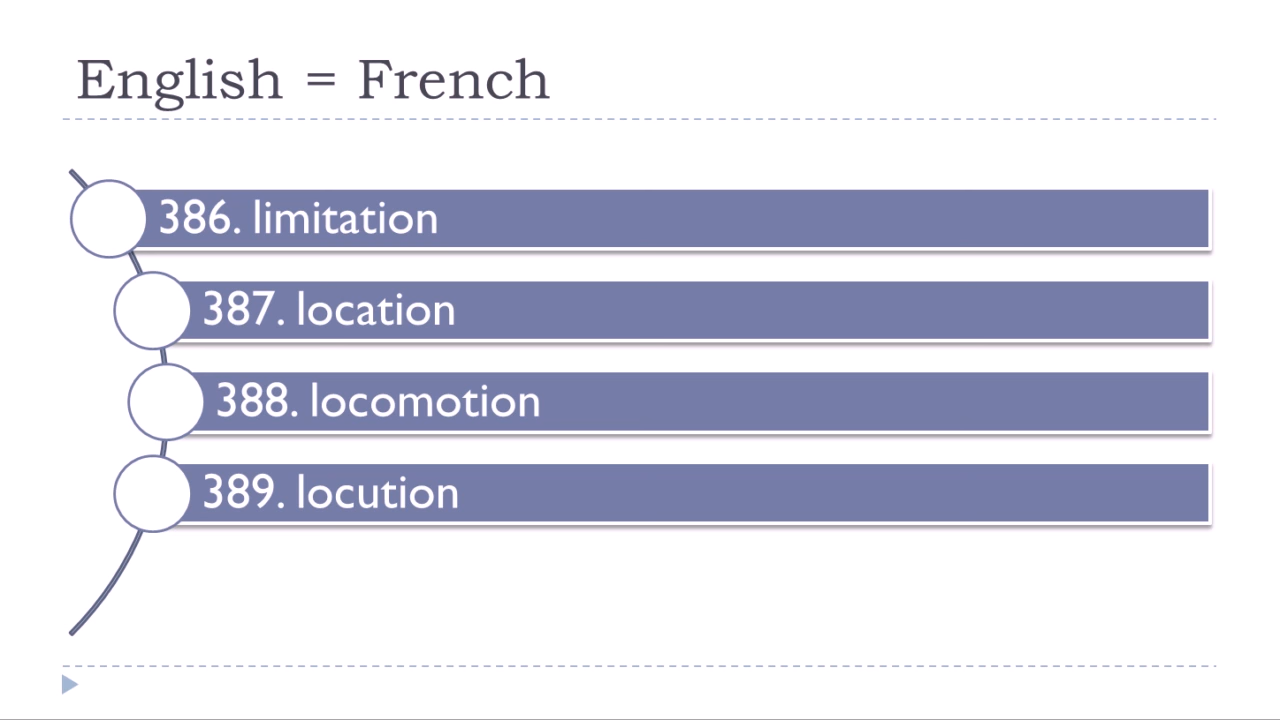 English = French
386. limitation
387. location
388. locomotion
389. locution